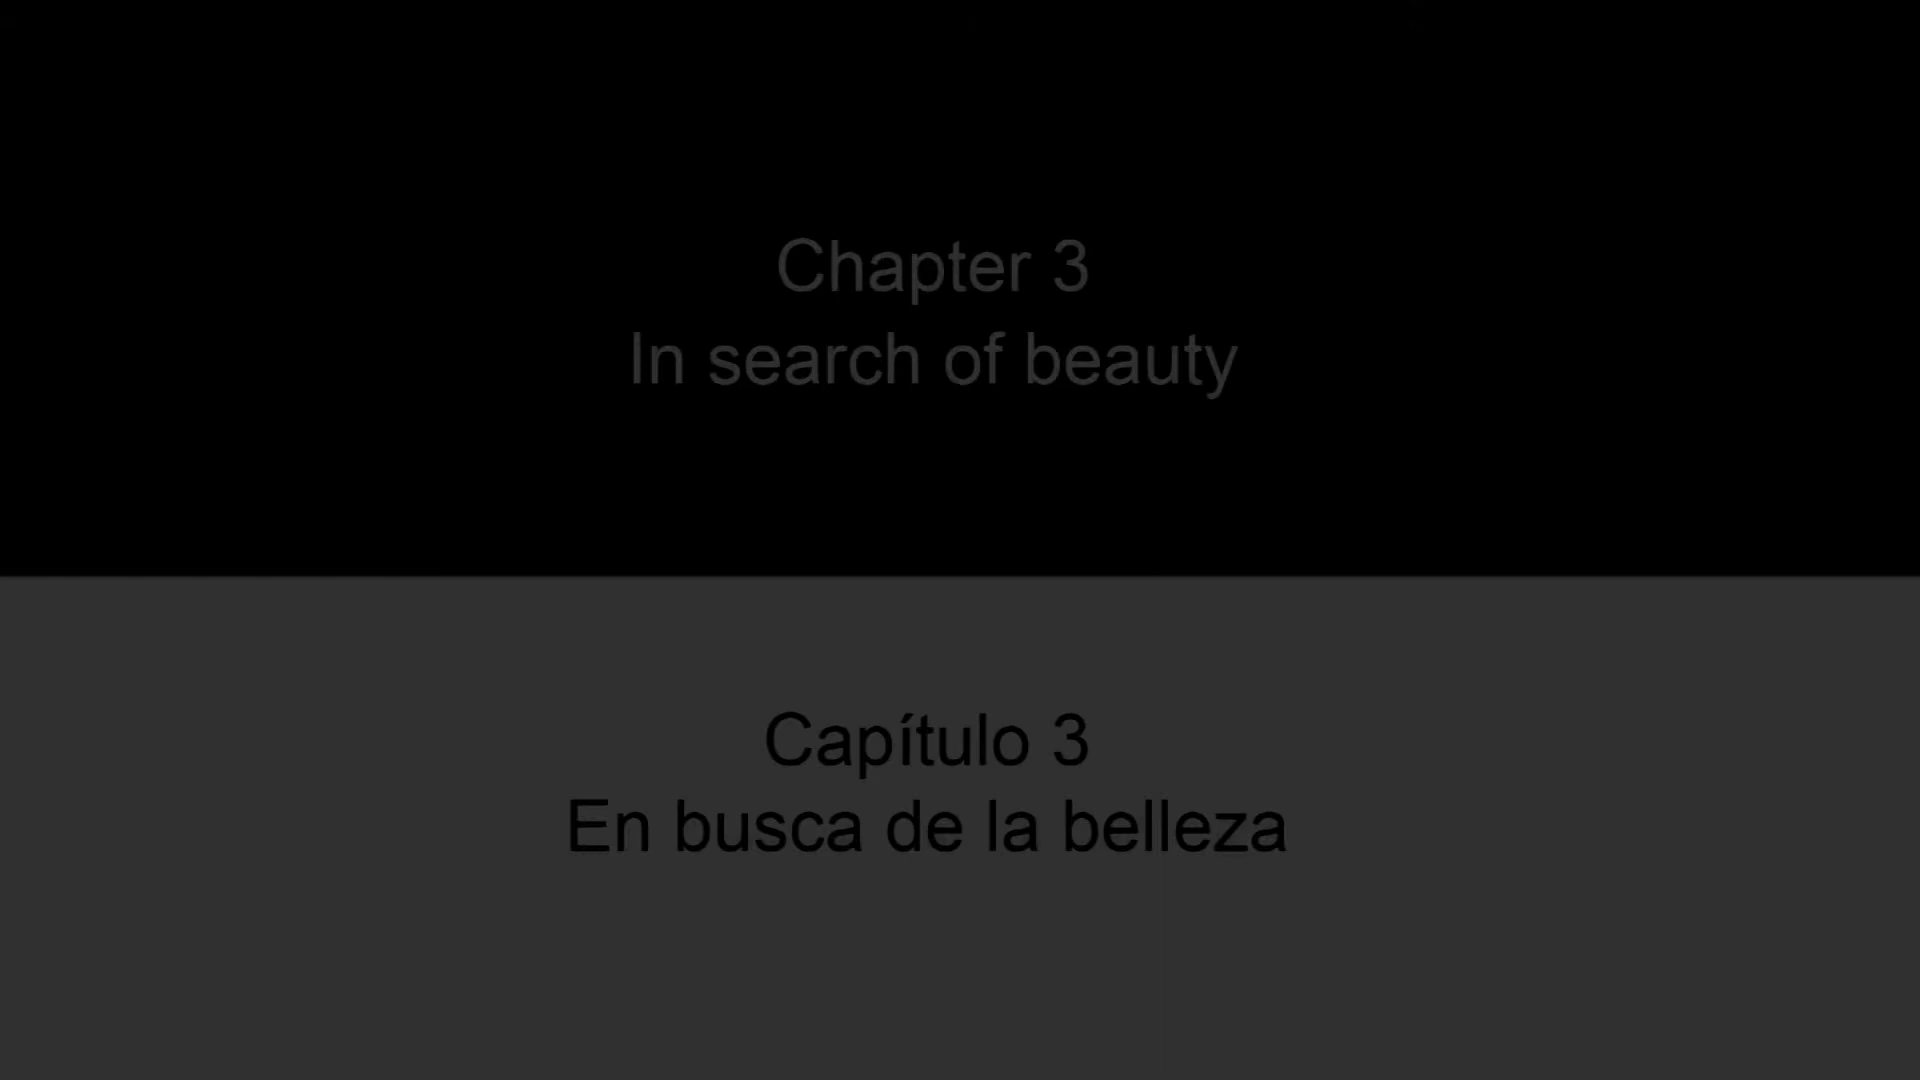 Chapter 3
In search of beauty
Capítulo 3
En busca de la belleza